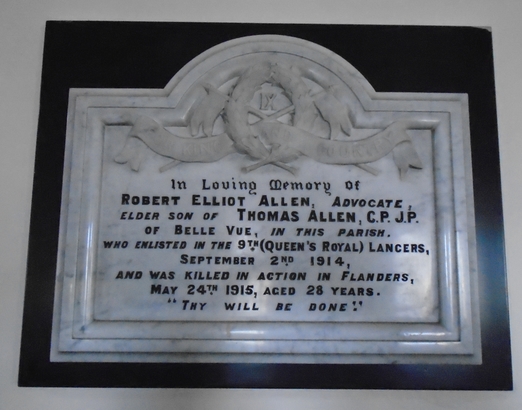 IX
In Loving Memory Of
ROBERT ELLIOT ALLEN, ADVOCATE,
ELDER SON OF THOMAS ALLEN, C.P. J.P.
OF BELLE VUE, IN THIS PARISH.
WHO ENLISTED IN THE 9TH (QUEEN'S ROYAL) LANCERS,
SEPTEMBER 2ND 1914,
AND WAS KILLED IN ACTION IN FLANDERS,
MAY 24TH 1915, AGED 28 YEARS.
"THY WILL BE DONE."